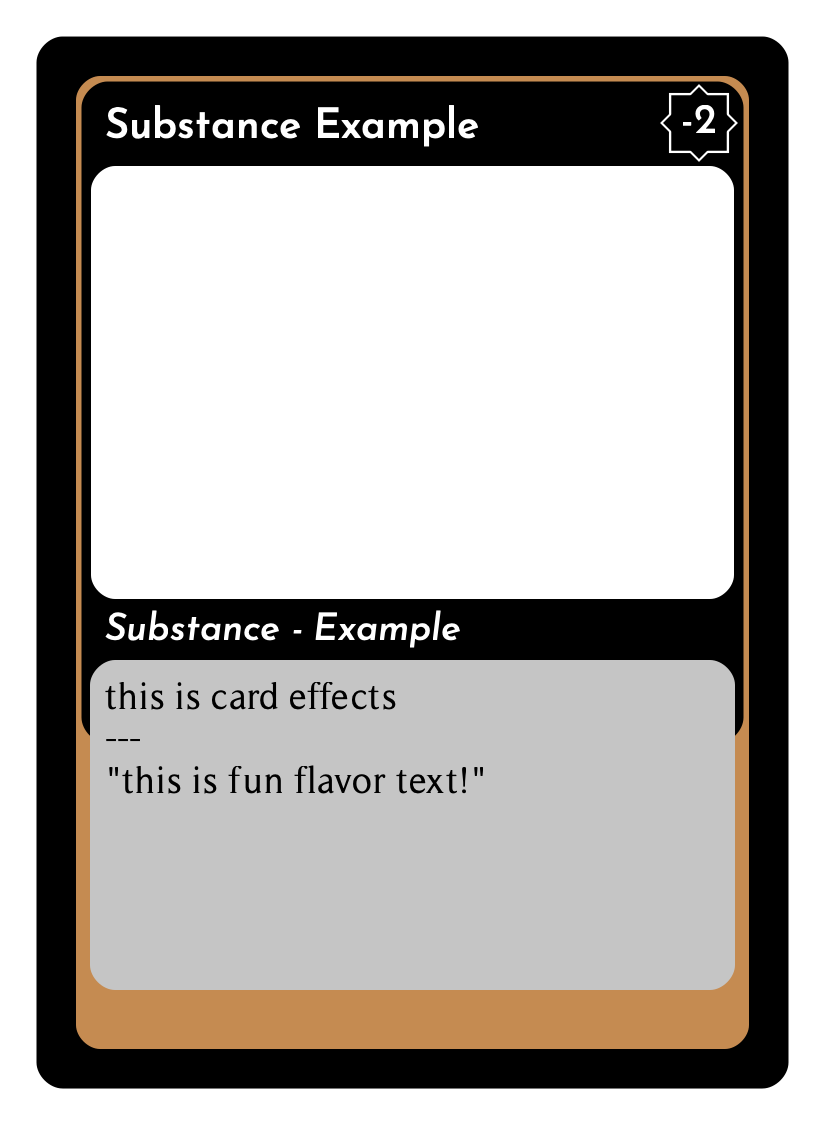 Substance Example
-2
Substance - Example
this is card effects
---
"this is fun flavor text!"